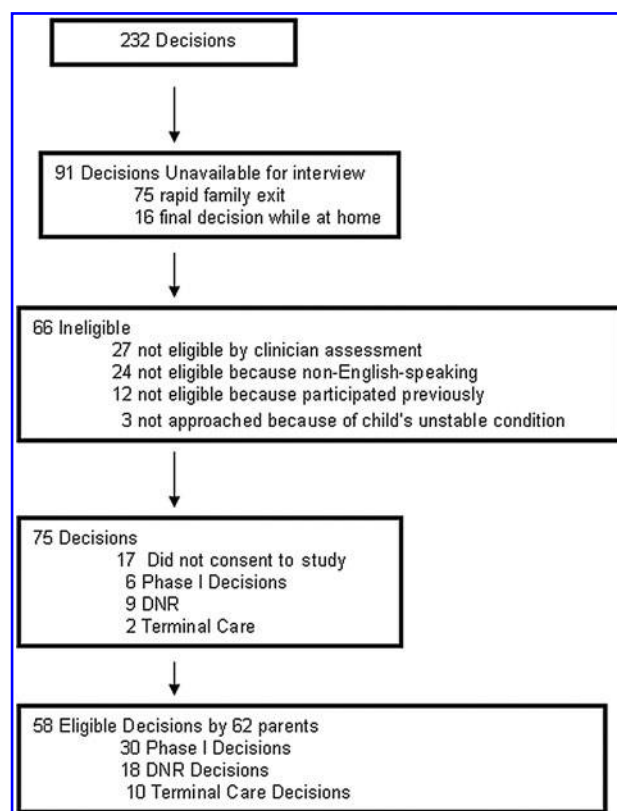 232 Decisions
91 Decisions Unavailable for interview
75 rapid family exit
16 final decision while at home
66 Ineligible
27 not eligible by clinician assessment
24 not eligible because non-English-speaking
12 not eligible because participated previously
3 not approached because of child's unstable condition
75 Decisions
17 Did not consent to study
6 Phase I Decisions
9 DNR
2 Terminal Care
58 Eligible Decisions by 62 parents
30 Phase I Decisions
18 DNR Decisions
10 Terminal Care Decisions